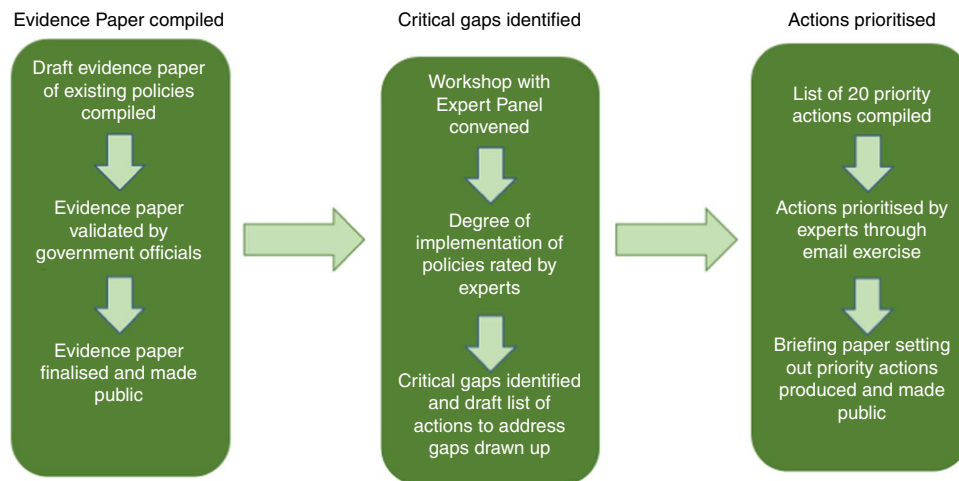 Evidence Paper compiled
Draft evidence paper
of existing policies
compiled
Evidence paper
validated by
government officials
Evidence paper
finalised and made
public
Critical gaps identified
Workshop with
Expert Panel
convened
Degree of
implementation of
policies rated by
experts
Critical gaps identified
and draft list of
actions to address
gaps drawn up
Actions prioritised
List of 20 priority
actions compiled
Actions prioritised by
experts through
email exercise
Briefing paper setting
out priority actions
produced and made
public